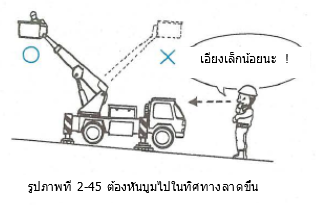 เอียงเล็กน้อยนะ !
รูปภาพที่ 2-45 ต้องหันบูมไปในทิศทางลาดขึ้น